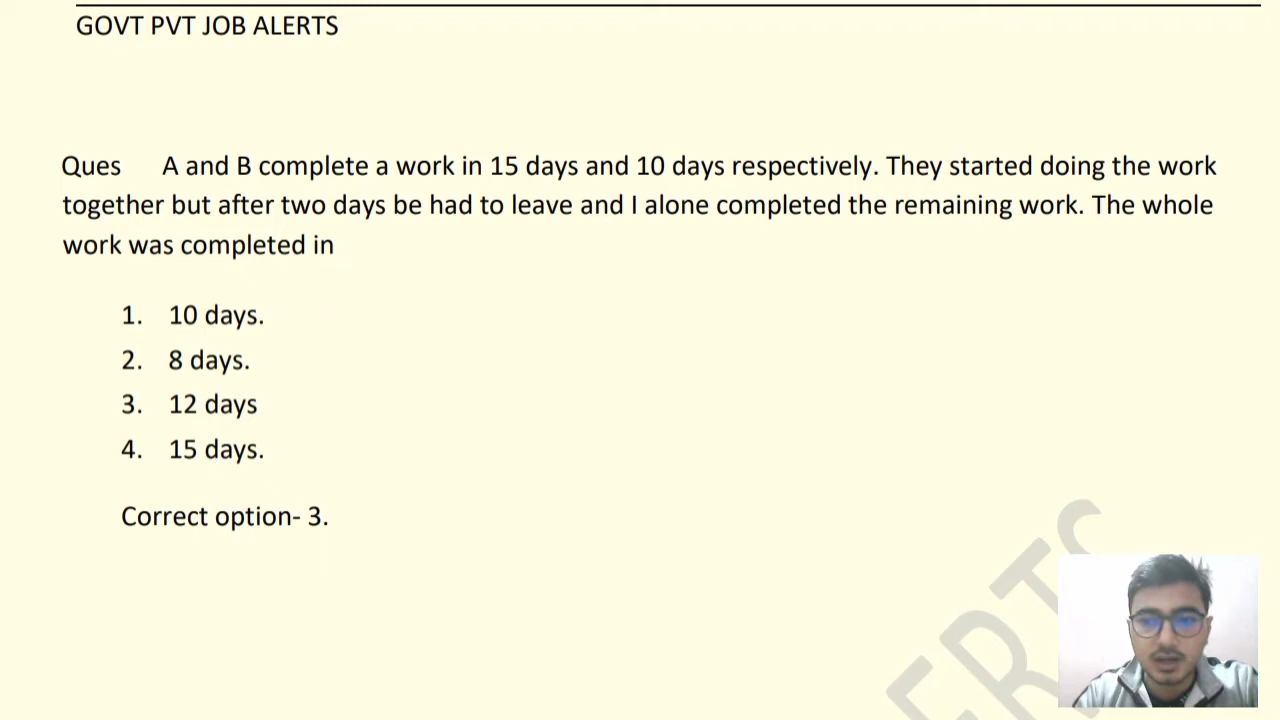 GOVT PVT JOB ALERTS
Ques A and B complete a work in 15 days and 10 days respectively. They started doing the work
together but after two days be had to leave and I alone completed the remaining work. The whole
work was completed in
1. 10 days.
2. 8 days.
3. 12 days
4. 15 days.
Correct option- 3.